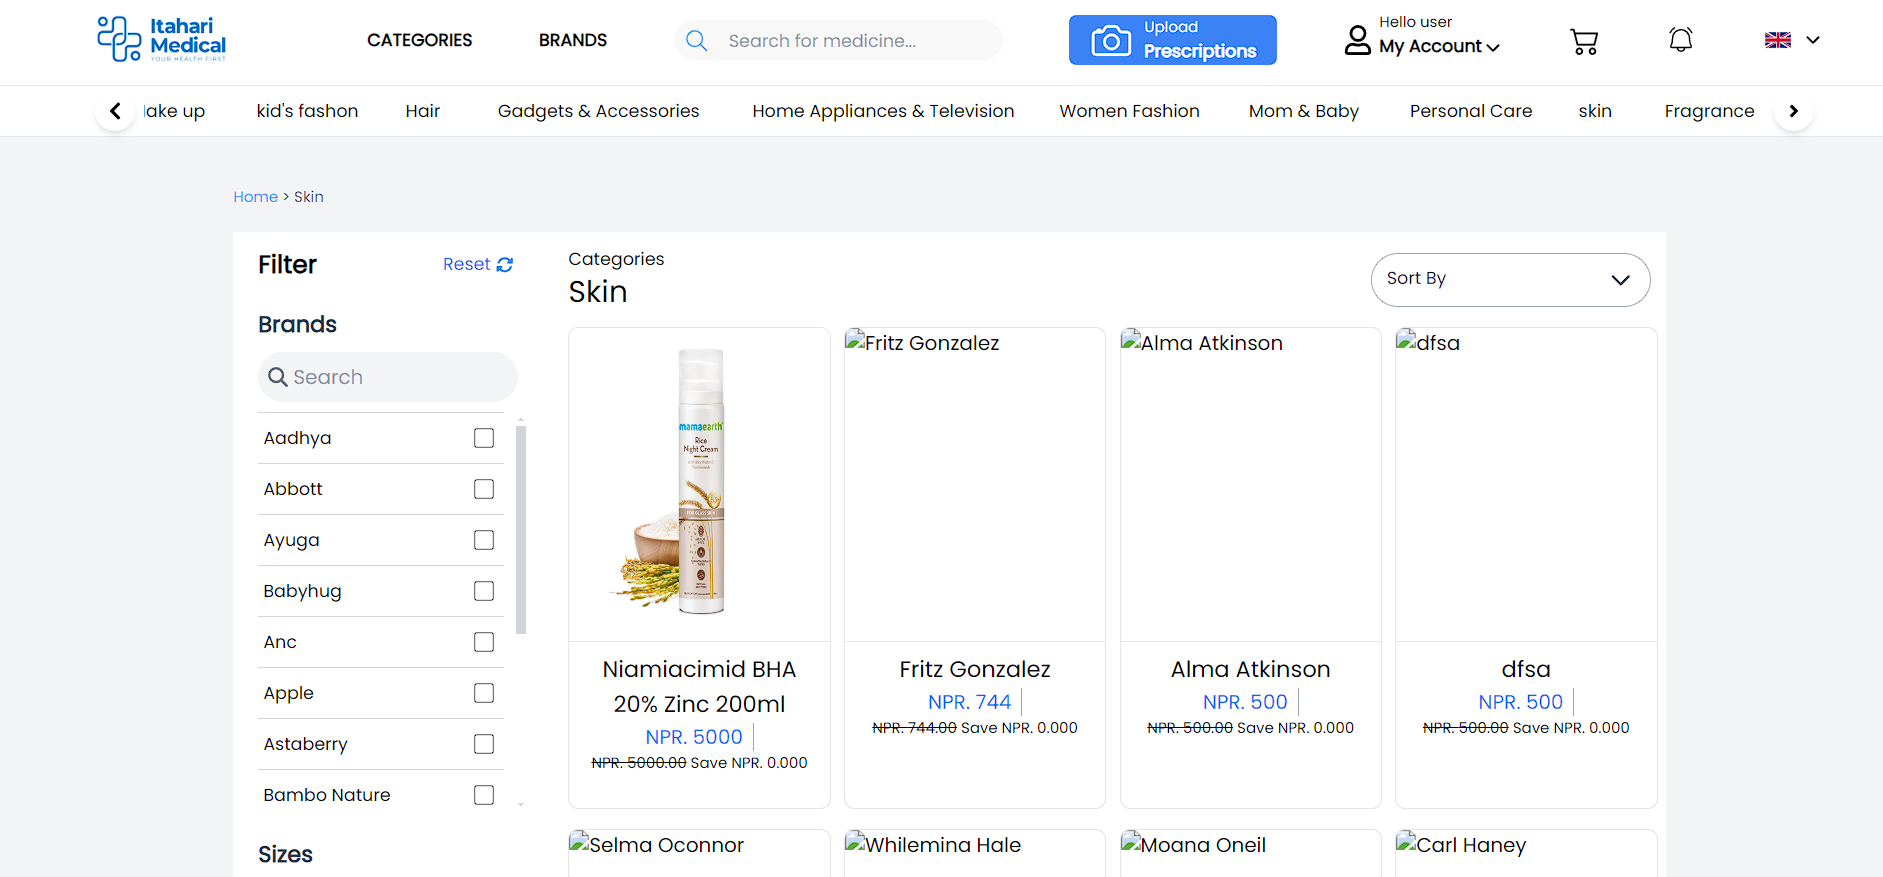 Itahari
Medical
YOUR HEALTH FIRST
CATEGORIES
BRANDS
Search for medicine...
Upload
Prescriptions
Hello user
My Account
lake up
kid's fashon
Hair
Gadgets & Accessories
Home Appliances & Television
Women Fashion
Mom & Baby
Personal Care
skin
Fragrance
Home > Skin
Filter
Reset
Brands
Search
Aadhya
Abbott
Ayuga
Babyhug
Anc
Apple
Astaberry
Bambo Nature
Sizes
Categories
Skin
Sort By
mamaearth
Rice
Night Cream
FOR GLASS SKIN
Niamiacimid BHA
20% Zinc 200ml
NPR. 5000
NPR. 5000.00 Save NPR. 0.000
Fritz Gonzalez
Fritz Gonzalez
NPR. 744
NPR. 744.00 Save NPR. 0.000
Alma Atkinson
Alma Atkinson
NPR. 500
NPR. 500.00 Save NPR. 0.000
dfsa
dfsa
NPR. 500
NPR. 500.00 Save NPR. 0.000
Selma Oconnor
Whilemina Hale
Moana Oneil
Carl Haney